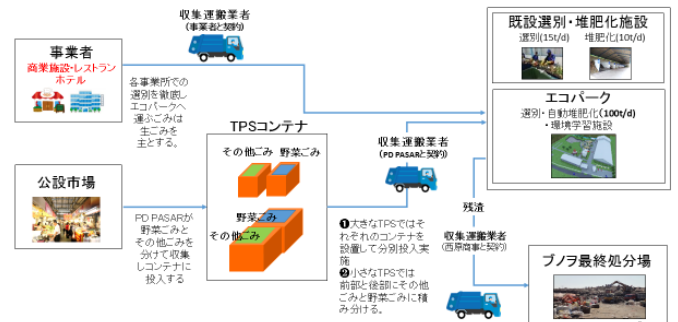 収集運搬業者
(事業者と契約)
事業者
商業施設・レストラン
ホテル
各事業所での
選別を徹底し
エコパークへ
運ぶごみは
生ごみを
主とする。
既設選別・堆肥化施設
選別(15t/d)　堆肥化(10t/d)
エコパーク
選別・自動堆肥化(100t/d)
・環境学習施設
TPSコンテナ
その他ごみ 野菜ごみ
野菜ごみ
その他ごみ
収集運搬業者
(PD PASARと契約)
公設市場
PD PASARが
野菜ごみと
その他ごみを
分けて収集
しコンテナに
投入する
❶大きなTPSではそ
れぞれのコンテナを
設置して分別投入実
施
❷小さなTPSでは
前部と後部にその他
ごみと野菜ごみに積
み分ける。
残渣
収集運搬業者
(西原商事と契約)
ブノヲ最終処分場